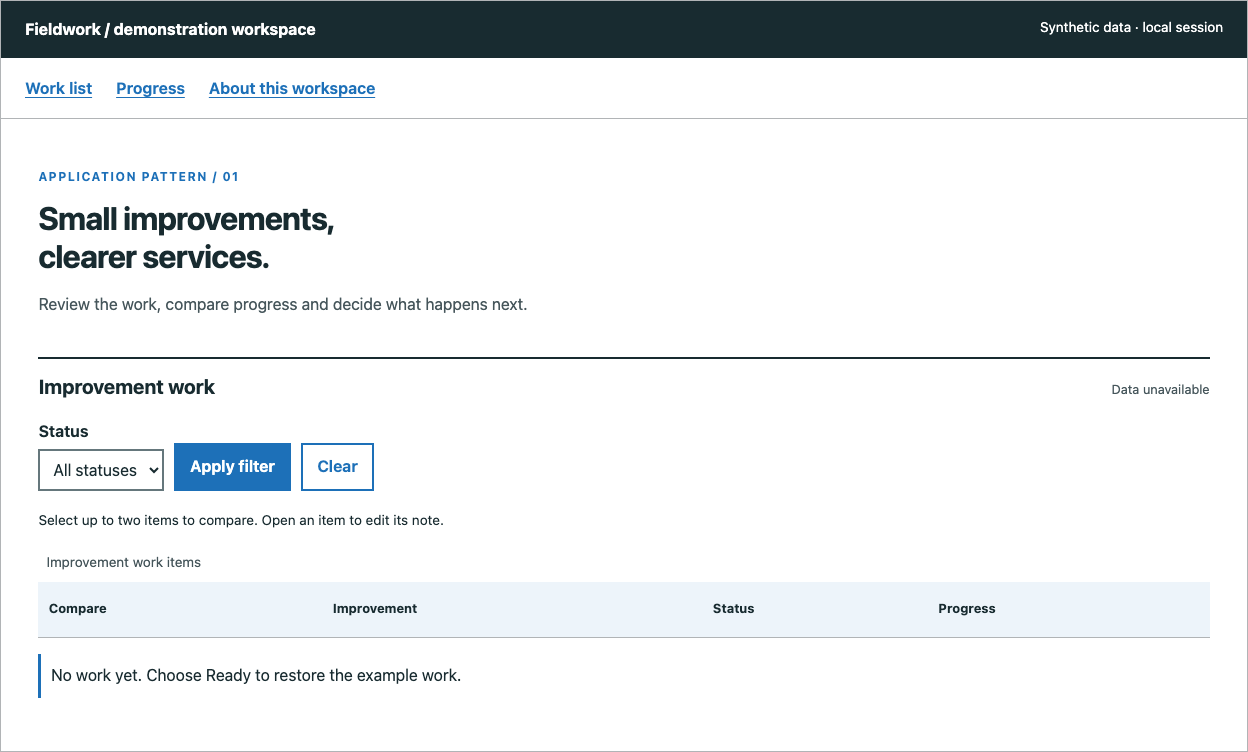 Fieldwork / demonstration workspace
Synthetic data · local session
Work list
Progress
About this workspace
APPLICATION PATTERN / 01
Small improvements,
clearer services.
Review the work, compare progress and decide what happens next.
Improvement work
Data unavailable
Status
All statuses
Apply filter
Clear
Select up to two items to compare. Open an item to edit its note.
Improvement work items
Compare
Improvement
Status
Progress
No work yet. Choose Ready to restore the example work.